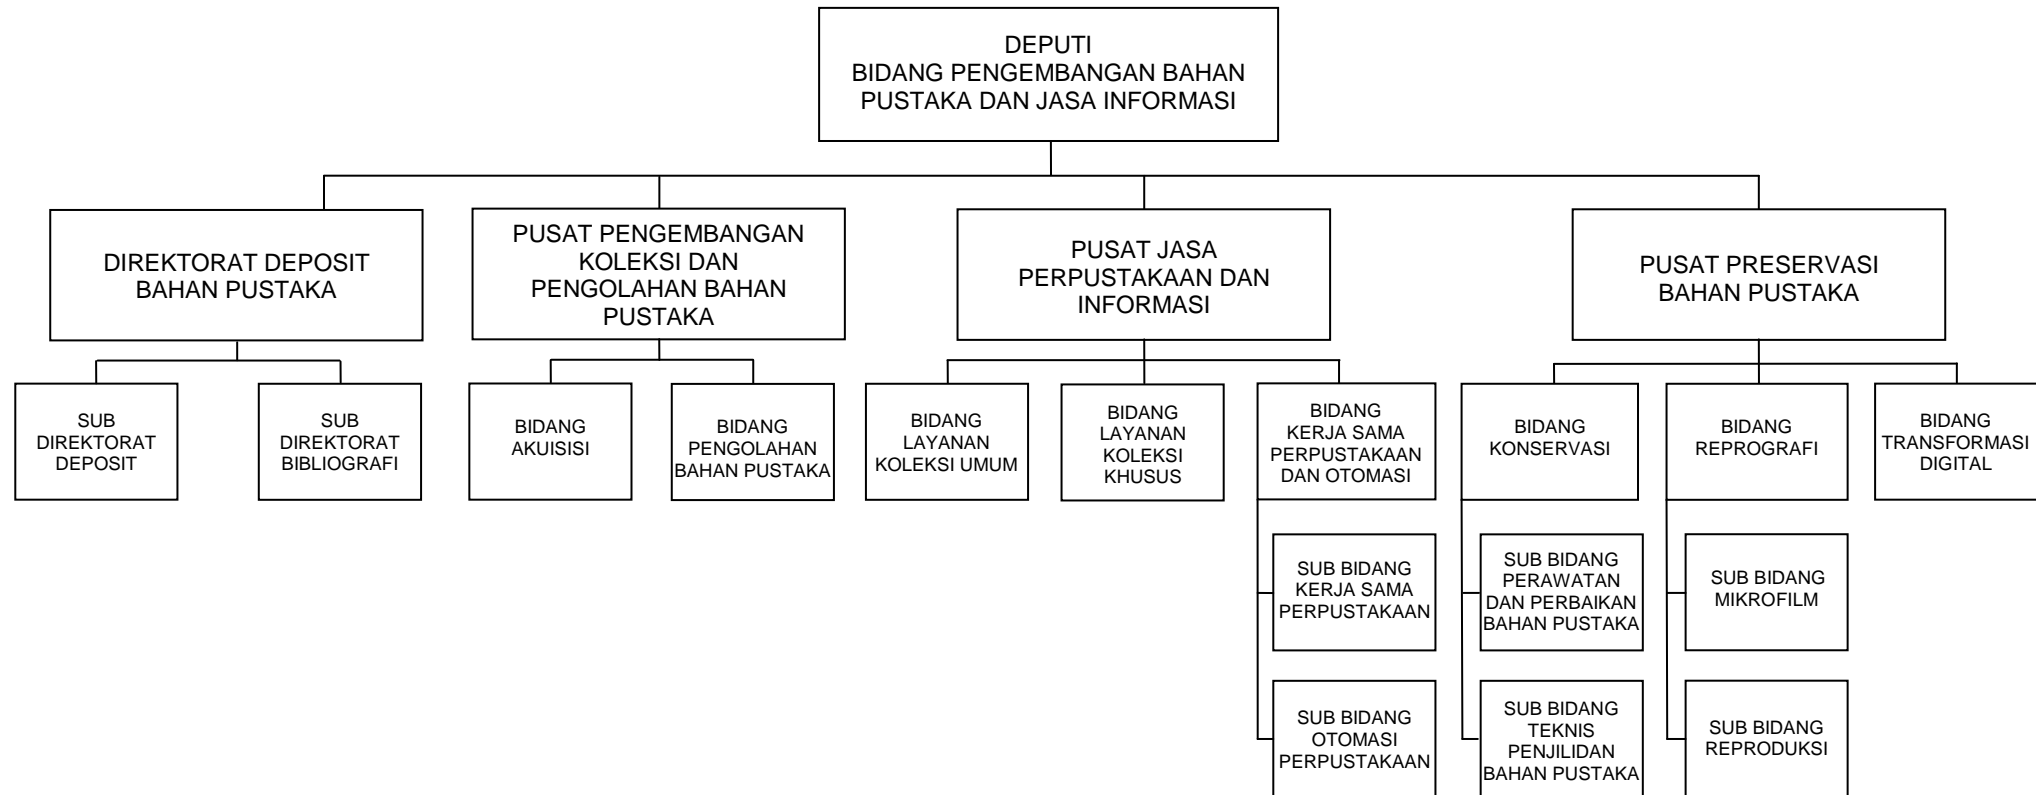 DEPUTI
BIDANG PENGEMBANGAN BAHAN
PUSTAKA DAN JASA INFORMASI
DIREKTORAT DEPOSIT
BAHAN PUSTAKA
PUSAT PENGEMBANGAN
KOLEKSI DAN
PENGOLAHAN BAHAN
PUSTAKA
PUSAT JASA
PERPUSTAKAAN DAN
INFORMASI
PUSAT PRESERVASI
BAHAN PUSTAKA
SUB
DIREKTORAT
DEPOSIT
SUB
DIREKTORAT
BIBLIOGRAFI
BIDANG
AKUISISI
BIDANG
PENGOLAHAN
BAHAN PUSTAKA
BIDANG
LAYANAN
KOLEKSI UMUM
BIDANG
LAYANAN
KOLEKSI
KHUSUS
BIDANG
KERJA SAMA
PERPUSTAKAAN
DAN OTOMASI
BIDANG
KONSERVASI
BIDANG
REPROGRAFI
BIDANG
TRANSFORMASI
DIGITAL
SUB BIDANG
KERJA SAMA
PERPUSTAKAAN
SUB BIDANG
PERAWATAN
DAN PERBAIKAN
BAHAN PUSTAKA
SUB BIDANG
MIKROFILM
SUB BIDANG
OTOMASI
PERPUSTAKAAN
SUB BIDANG
TEKNIS
PENJILIDAN
BAHAN PUSTAKA
SUB BIDANG
REPRODUKSI